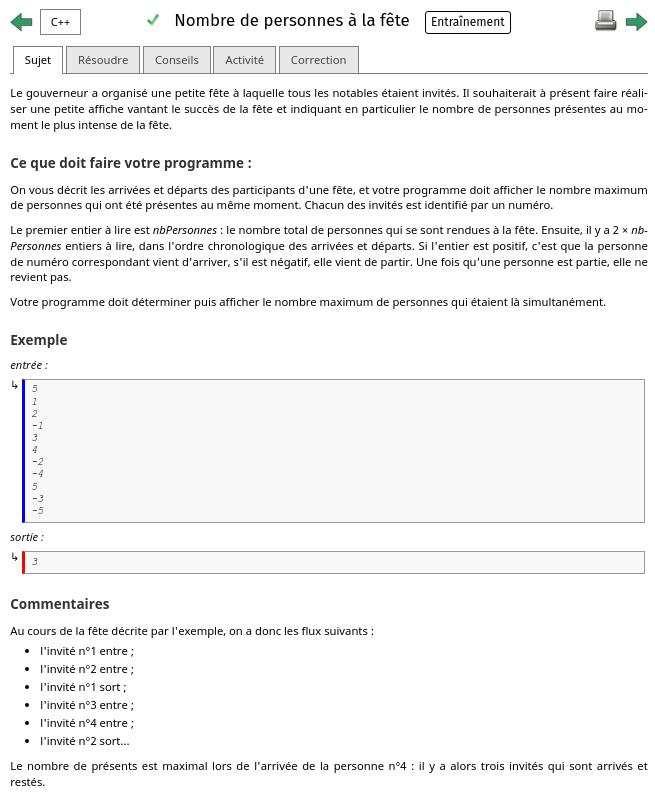 C++
Nombre de personnes à la fête
Entraînement
Sujet
Résoudre
Conseils
Activité
Correction
Le gouverneur a organisé une petite fête à laquelle tous les notables étaient invités. Il souhaiterait à présent faire réali-
ser une petite affiche vantant le succès de la fête et indiquant en particulier le nombre de personnes présentes au mo-
ment le plus intense de la fête.
Ce que doit faire votre programme :
On vous décrit les arrivées et départs des participants d'une fête, et votre programme doit afficher le nombre maximum
de personnes qui ont été présentes au même moment. Chacun des invités est identifié par un numéro.
Le premier entier à lire est nbPersonnes : le nombre total de personnes qui se sont rendues à la fête. Ensuite, il y a 2 × nb-
Personnes entiers à lire, dans l'ordre chronologique des arrivées et départs. Si l'entier est positif, c'est que la personne
de numéro correspondant vient d'arriver, s'il est négatif, elle vient de partir. Une fois qu'une personne est partie, elle ne
revient pas.
Votre programme doit déterminer puis afficher le nombre maximum de personnes qui étaient là simultanément.
Exemple
entrée :
↳
5
1
2
-1
3
4
-2
-4
5
-3
-5
sortie :
↳
3
Commentaires
Au cours de la fête décrite par l'exemple, on a donc les flux suivants :
• l'invité n°1 entre ;
• l'invité n°2 entre ;
• l'invité n°1 sort ;
• l'invité n°3 entre ;
• l'invité n°4 entre ;
• l'invité n°2 sort...
Le nombre de présents est maximal lors de l'arrivée de la personne n°4 : il y a alors trois invités qui sont arrivés et
restés.